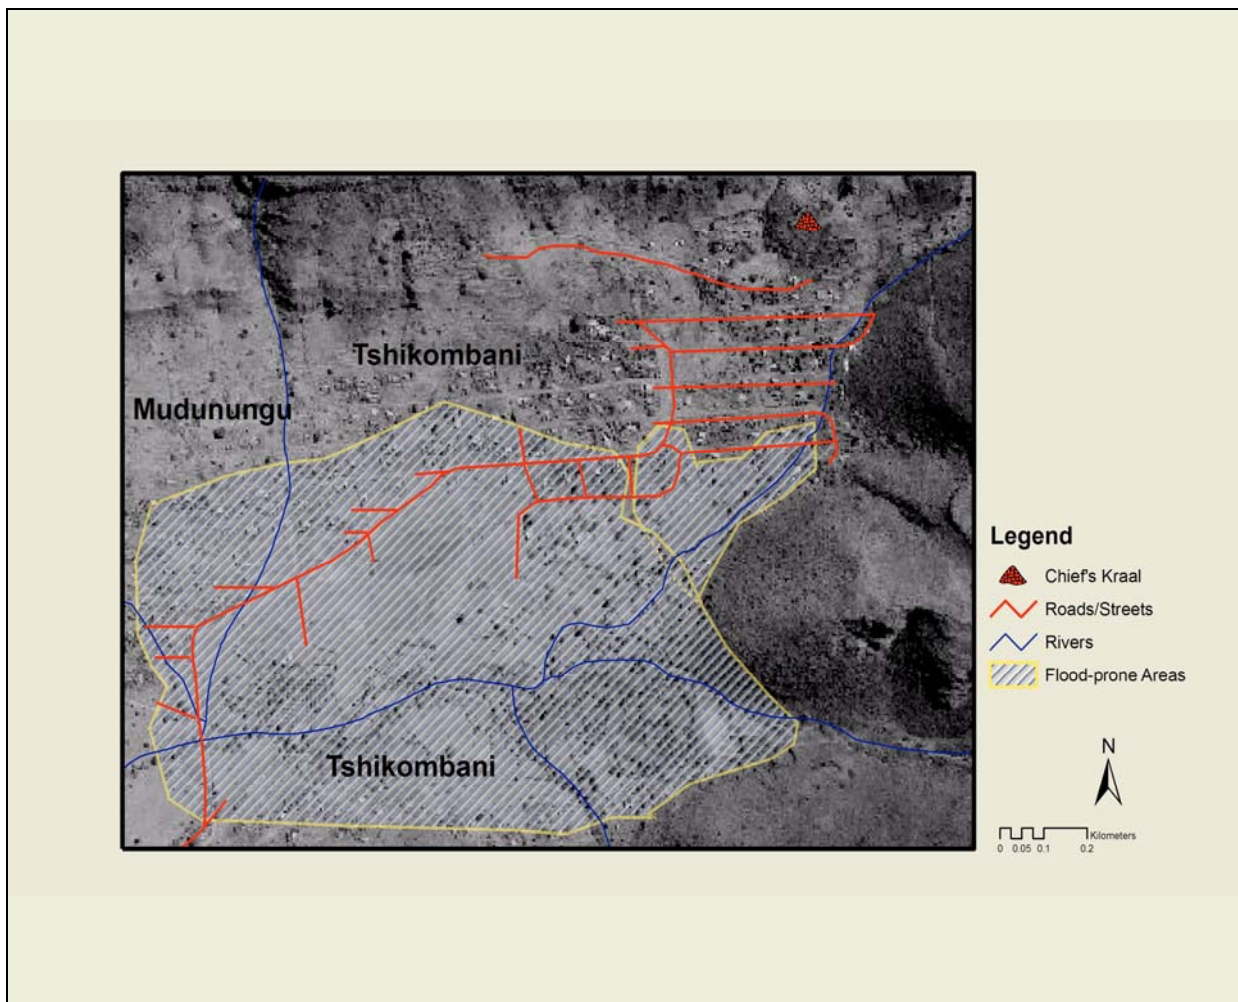 Tshikombani
Mudunungu
Tshikombani
Legend
Chief's Kraal
Roads/Streets
Rivers
Flood-prone Areas
N
Kilometers
0 0.05 0.1 0.2